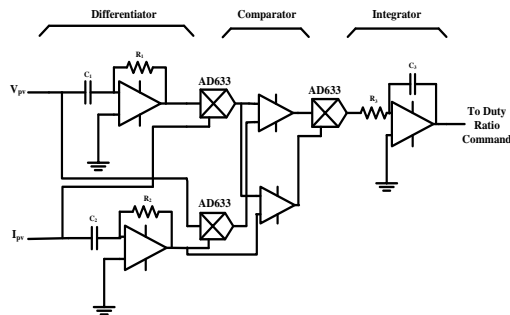 Differentiator Comparator Integrator
R1
C1
AD633
AD633
C3
Vpv
R3
To Duty
Ratio
Command
AD633
R2
C2
Ipv